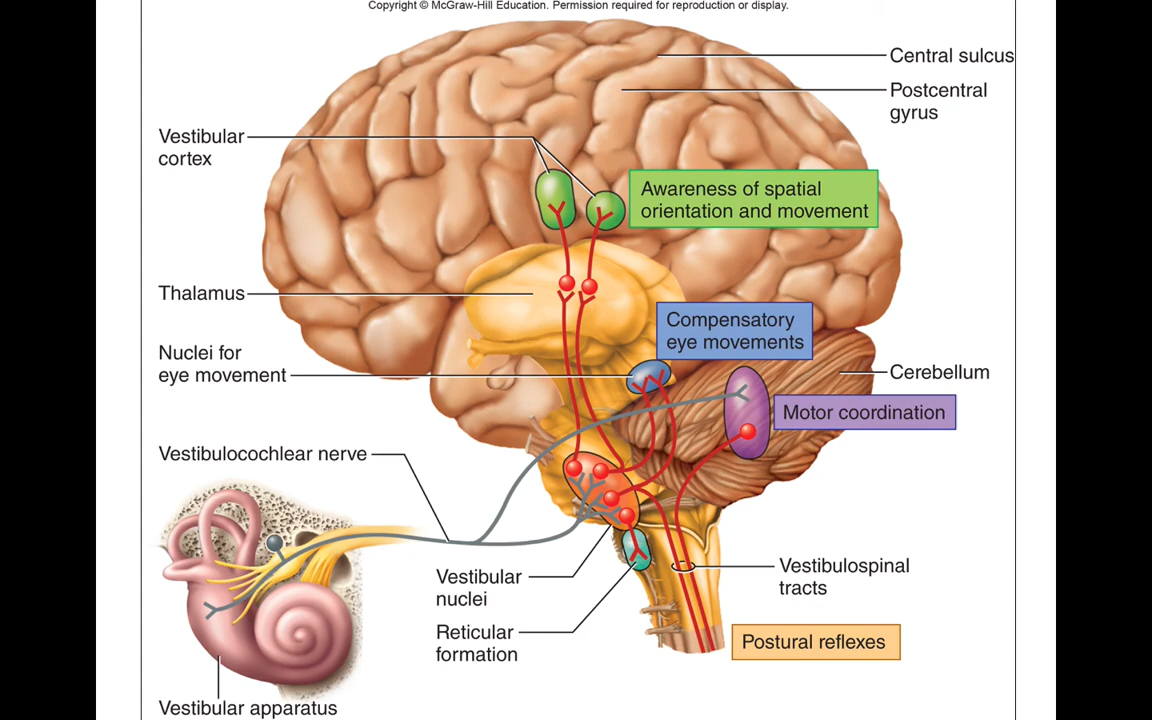 Copyright © McGraw-Hill Education. Permission required for reproduction or display.
Central sulcus
Postcentral
gyrus
Vestibular
cortex
Awareness of spatial
orientation and movement
Thalamus
Compensatory
eye movements
Nuclei for
eye movement
Cerebellum
Motor coordination
Vestibulocochlear nerve
Vestibular
nuclei
Vestibulospinal
tracts
Reticular
formation
Postural reflexes
Vestibular apparatus